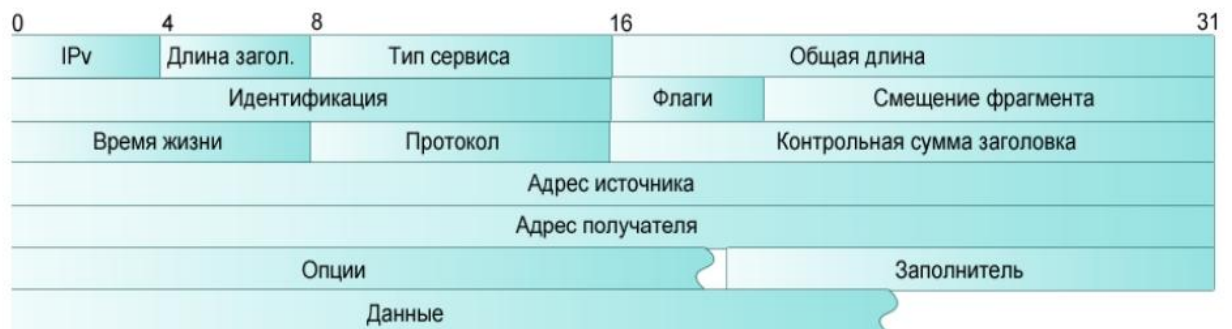 0 4 8 16 31
IPv Длина загол. Тип сервиса Общая длина
Идентификация Флаги Смещение фрагмента
Время жизни Протокол Контрольная сумма заголовка
Адрес источника
Адрес получателя
Опции Заполнитель
Данные